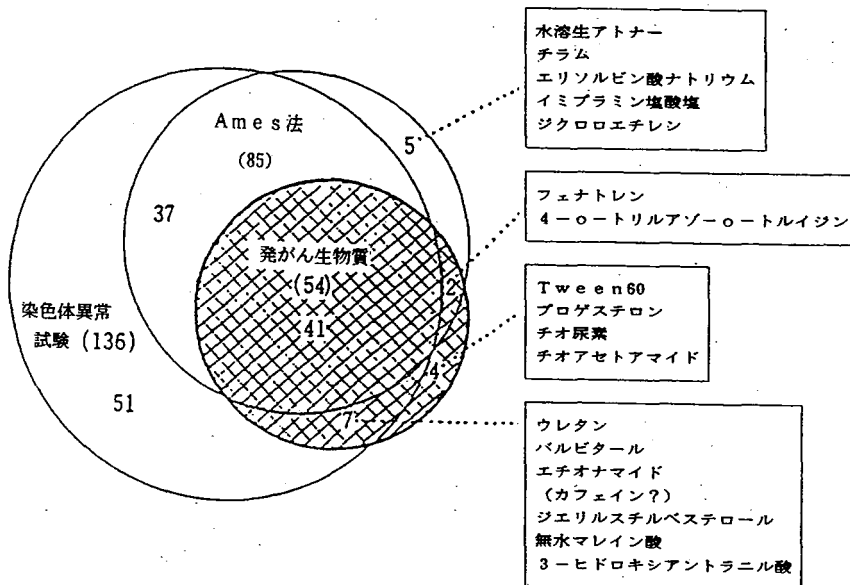 Ames法
(85)
37
5
発がん生物質
(54)
41
2
4
7
染色体異常
試験 (136)
51
水溶生アトナー
チラム
エリソルビン酸ナトリウム
イミプラミン塩酸塩
ジクロロエチレシ
フェナトレン
4－o－トリルアゾ－o－トルイジン
Tween60
プロゲステロン
チオ尿素
チオアセトアマイド
ウレタン
バルビタール
エチオナマイド
(カフェイン？)
ジエリルスチルベステロール
無水マレイン酸
3－ヒドロキシアントラニル酸